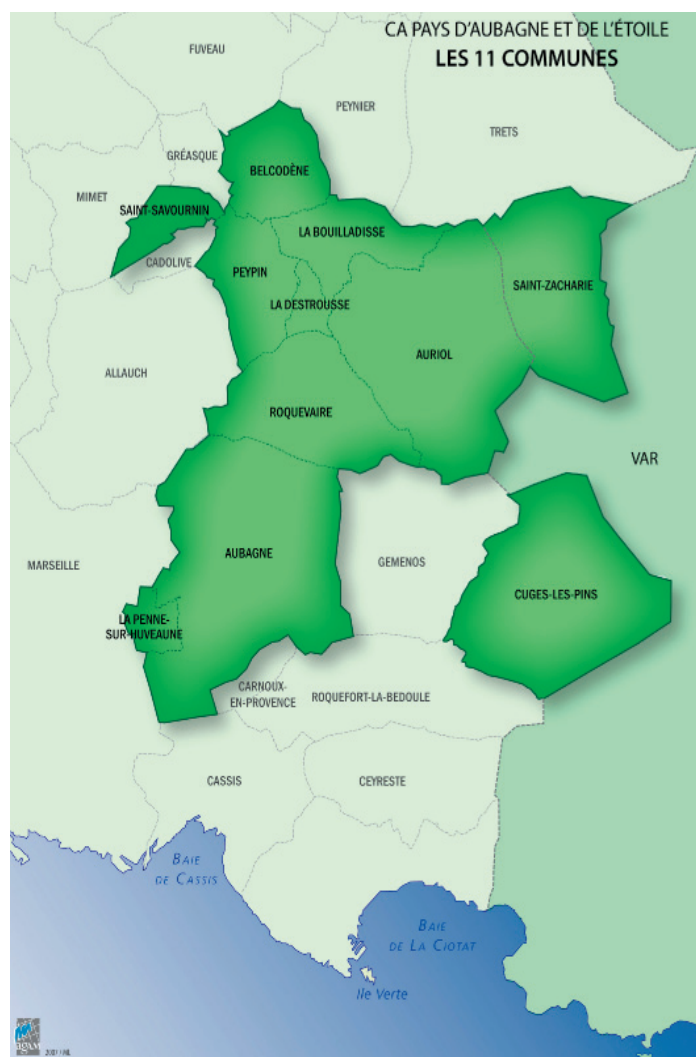 CA PAYS D'AUBAGNE ET DE L'ÉTOILE
LES 11 COMMUNES
FUVEAU
PEYNIER
TRETS
GRÉASQUE
BELCODÈNE
MIMET
SAINT-SAVOURNIN
LA BOUILLADISSE
CADOLIVE
PEYPIN
SAINT-ZACHARIE
LA DESTROUSSE
AURIOL
ALLAUCH
ROQUEVAIRE
VAR
AUBAGNE
GEMENOS
MARSEILLE
CUGES-LES-PINS
LA PENNE-
SUR-HUVEAUNE
CARNOUX-
EN-PROVENCE
ROQUEFORT-LA-BEDOULE
CASSIS
CEYRESTE
BAIE
DE CASSIS
BAIE
DE LA CIOTAT
Ile Verte
agam